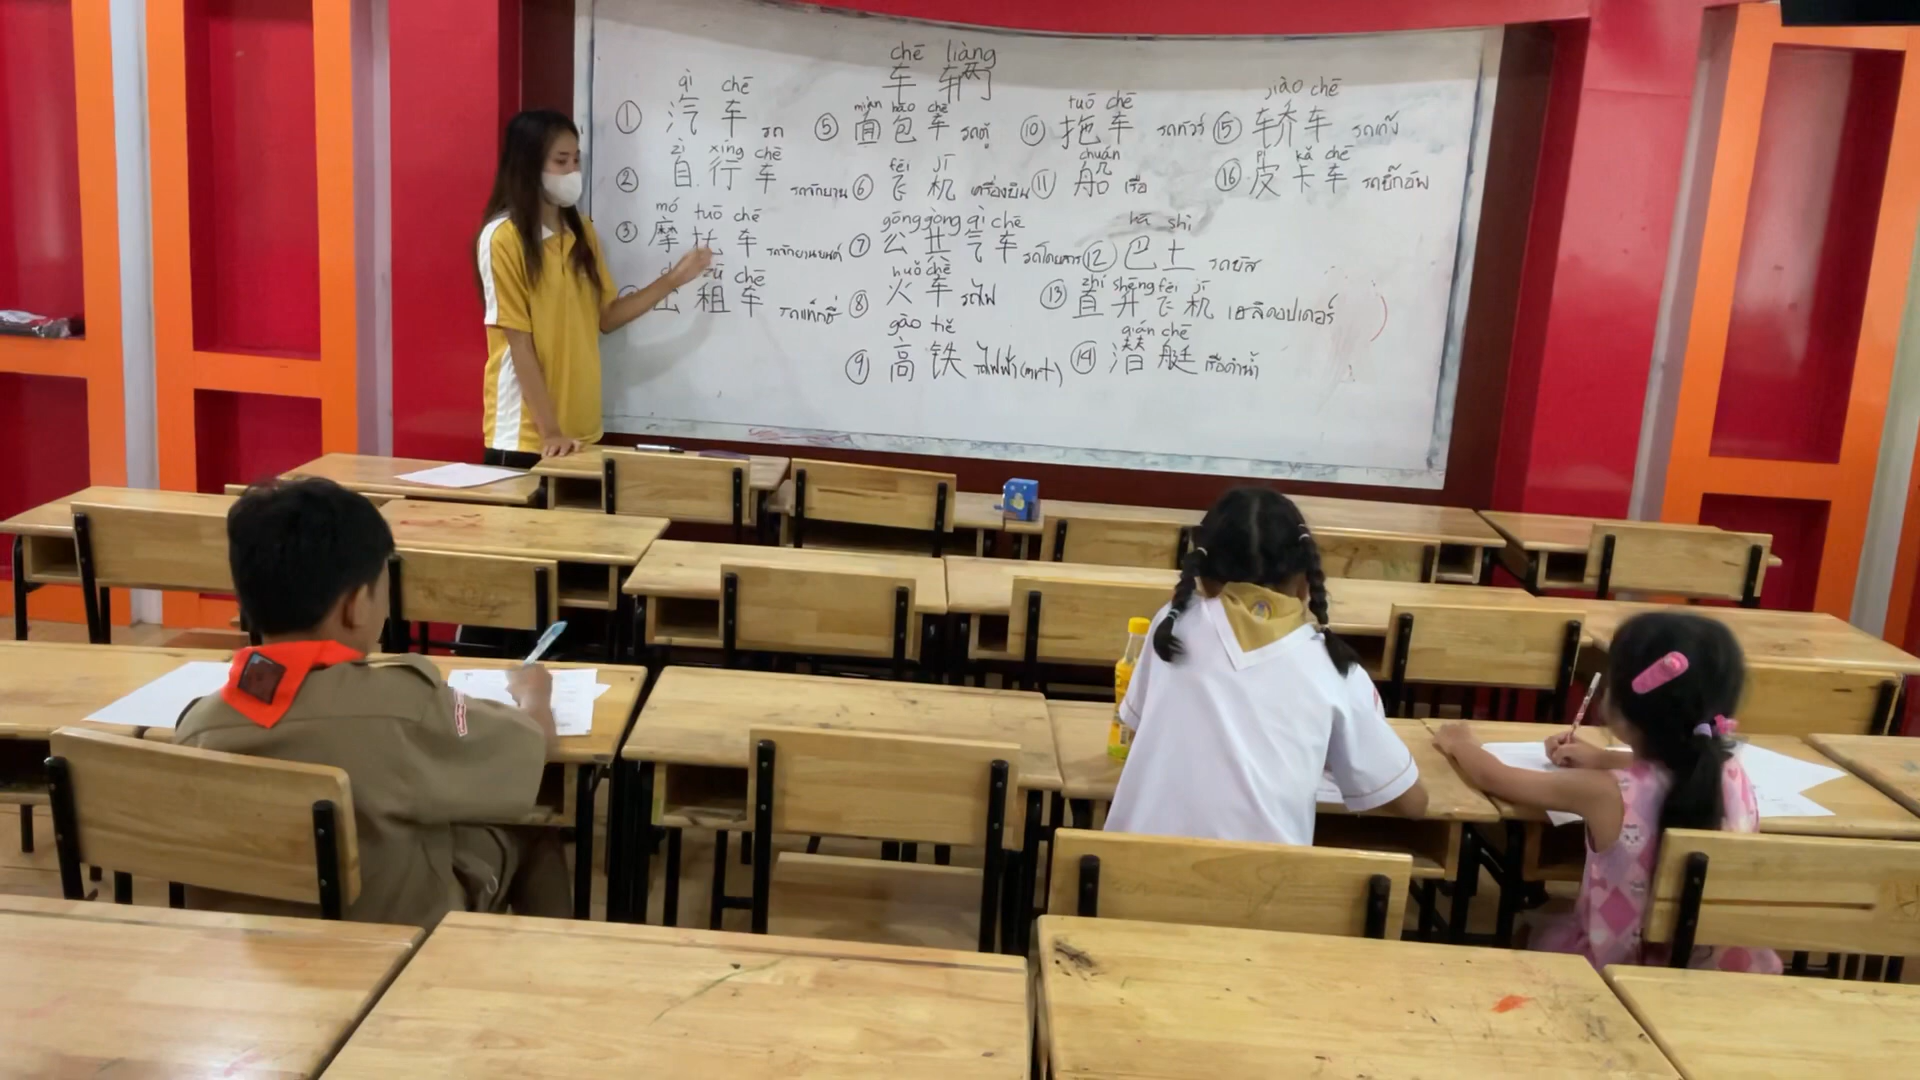 chē liàng
车 辆
① qì chē
汽 车 รถ
② zì xíng chē
自 行 车 รถจักยาน
③ mó tuō chē
摩 托 车 รถจักยานยนต์
zū chē
出 租 车 รถแท็กซี่
⑤ miàn bāo chē
面 包 车 รถตู้
⑥ fēi jī
飞 机 เครื่องบิน
⑦ gōng gòng qì chē
公 共 气 车 รถโดยสาร
⑧ huǒ chē
火 车 รถไฟ
⑨ gāo tiě
高 铁 รถไฟฟ้า (mrt)
⑩ tuō chē
拖 车 รถทัวร์
⑪ chuán
船 เรือ
⑫ bā shì
巴 士 รถบัส
⑬ zhí shēng fēi jī
直 升 飞 机 เฮลิคอปเตอร์
⑭ qián chē
潜 艇 เรือดำน้ำ
⑮ jiào chē
轿 车 รถเก๋ง
⑯ pí kǎ chē
皮 卡 车 รถปิ๊กอัพ